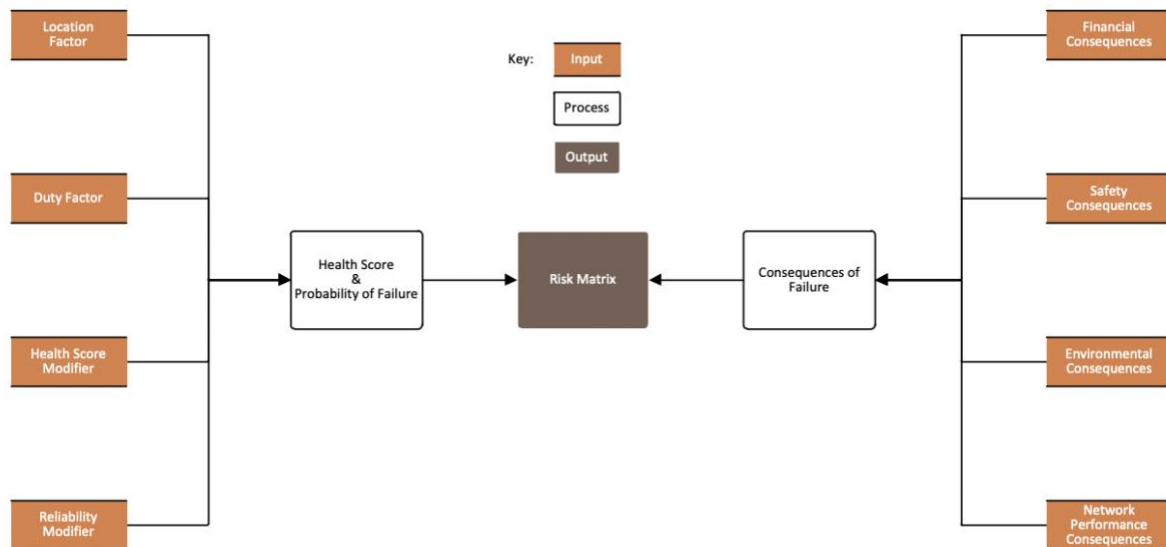 Location
Factor
Duty Factor
Health Score
Modifier
Reliability
Modifier
Health Score
&
Probability of Failure
Key:
Input
Process
Output
Risk Matrix
Consequences of
Failure
Financial
Consequences
Safety
Consequences
Environmental
Consequences
Network
Performance
Consequences